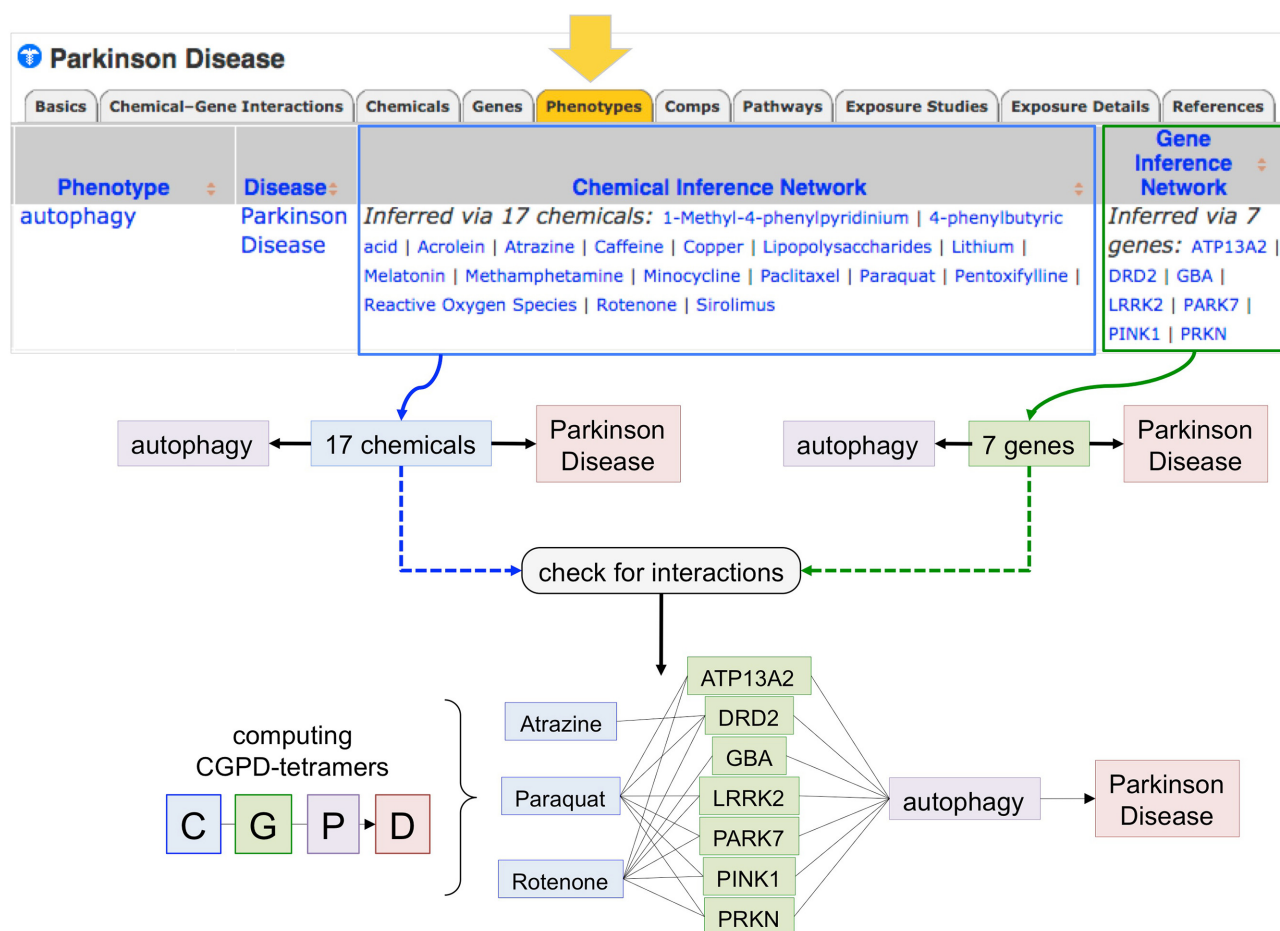 Parkinson Disease
Basics
Chemical–Gene Interactions
Chemicals
Genes
Phenotypes
Comps
Pathways
Exposure Studies
Exposure Details
References
Phenotype
Disease
Chemical Inference Network
Gene
Inference
Network
autophagy
Parkinson
Disease
Inferred via 17 chemicals: 1-Methyl-4-phenylpyridinium | 4-phenylbutyric
acid | Acrolein | Atrazine | Caffeine | Copper | Lipopolysaccharides | Lithium |
Melatonin | Methamphetamine | Minocycline | Paclitaxel | Paraquat | Pentoxifylline |
Reactive Oxygen Species | Rotenone | Sirolimus
Inferred via 7
genes: ATP13A2 |
DRD2 | GBA |
LRRK2 | PARK7 |
PINK1 | PRKN
autophagy
17 chemicals
Parkinson
Disease
autophagy
7 genes
Parkinson
Disease
check for interactions
computing
CGPD-tetramers
C
G
P
D
Atrazine
Paraquat
Rotenone
ATP13A2
DRD2
GBA
LRRK2
PARK7
PINK1
PRKN
autophagy
Parkinson
Disease